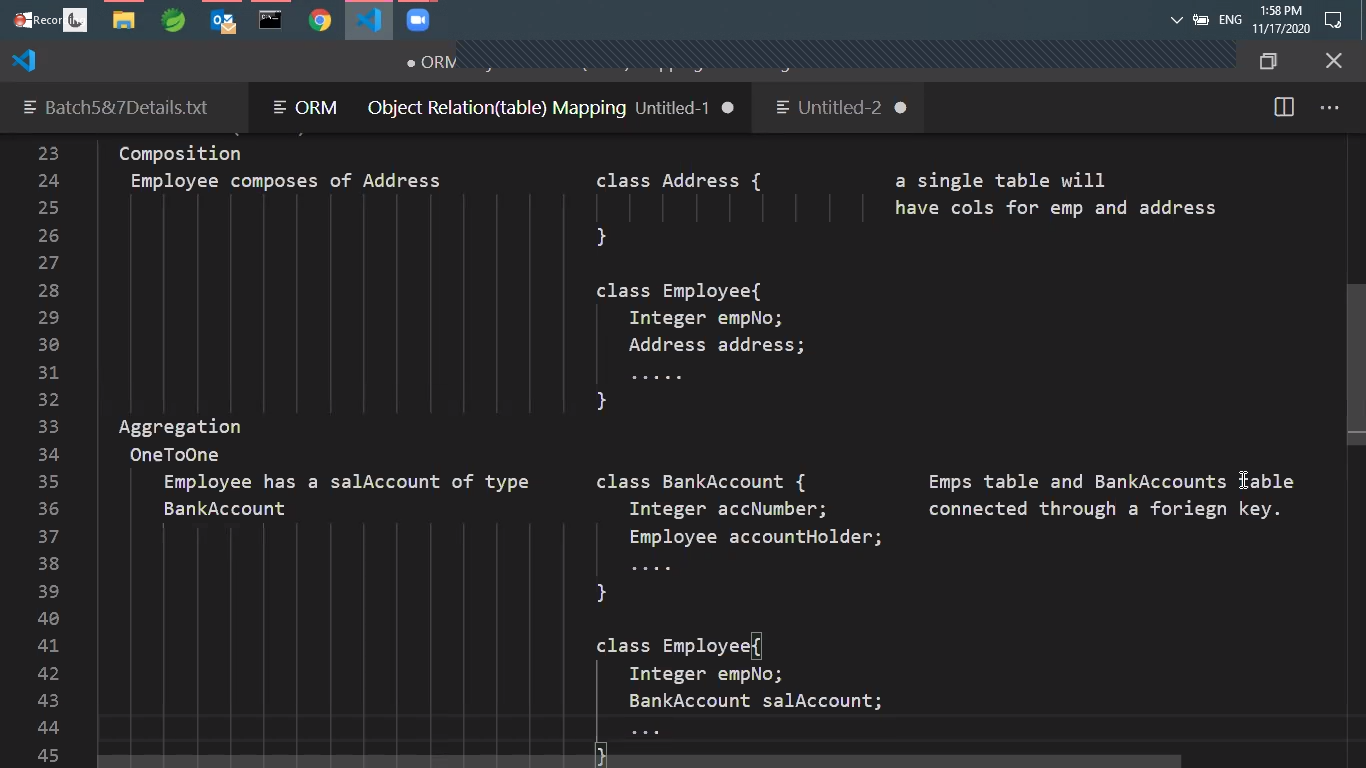 Recor
ENG
1:58 PM
11/17/2020
● ORM
Batch5&7Details.txt
ORM Object Relation(table) Mapping Untitled-1 ●
Untitled-2 ●
23 Composition
24 Employee composes of Address class Address { a single table will
25 have cols for emp and address
26 }
27
28 class Employee{
29 Integer empNo;
30 Address address;
31 .....
32 }
33 Aggregation
34 OneToOne
35 Employee has a salAccount of type class BankAccount { Emps table and BankAccounts table
36 BankAccount Integer accNumber; connected through a foriegn key.
37 Employee accountHolder;
38 ....
39 }
40
41 class Employee{
42 Integer empNo;
43 BankAccount salAccount;
44 ...
45 }